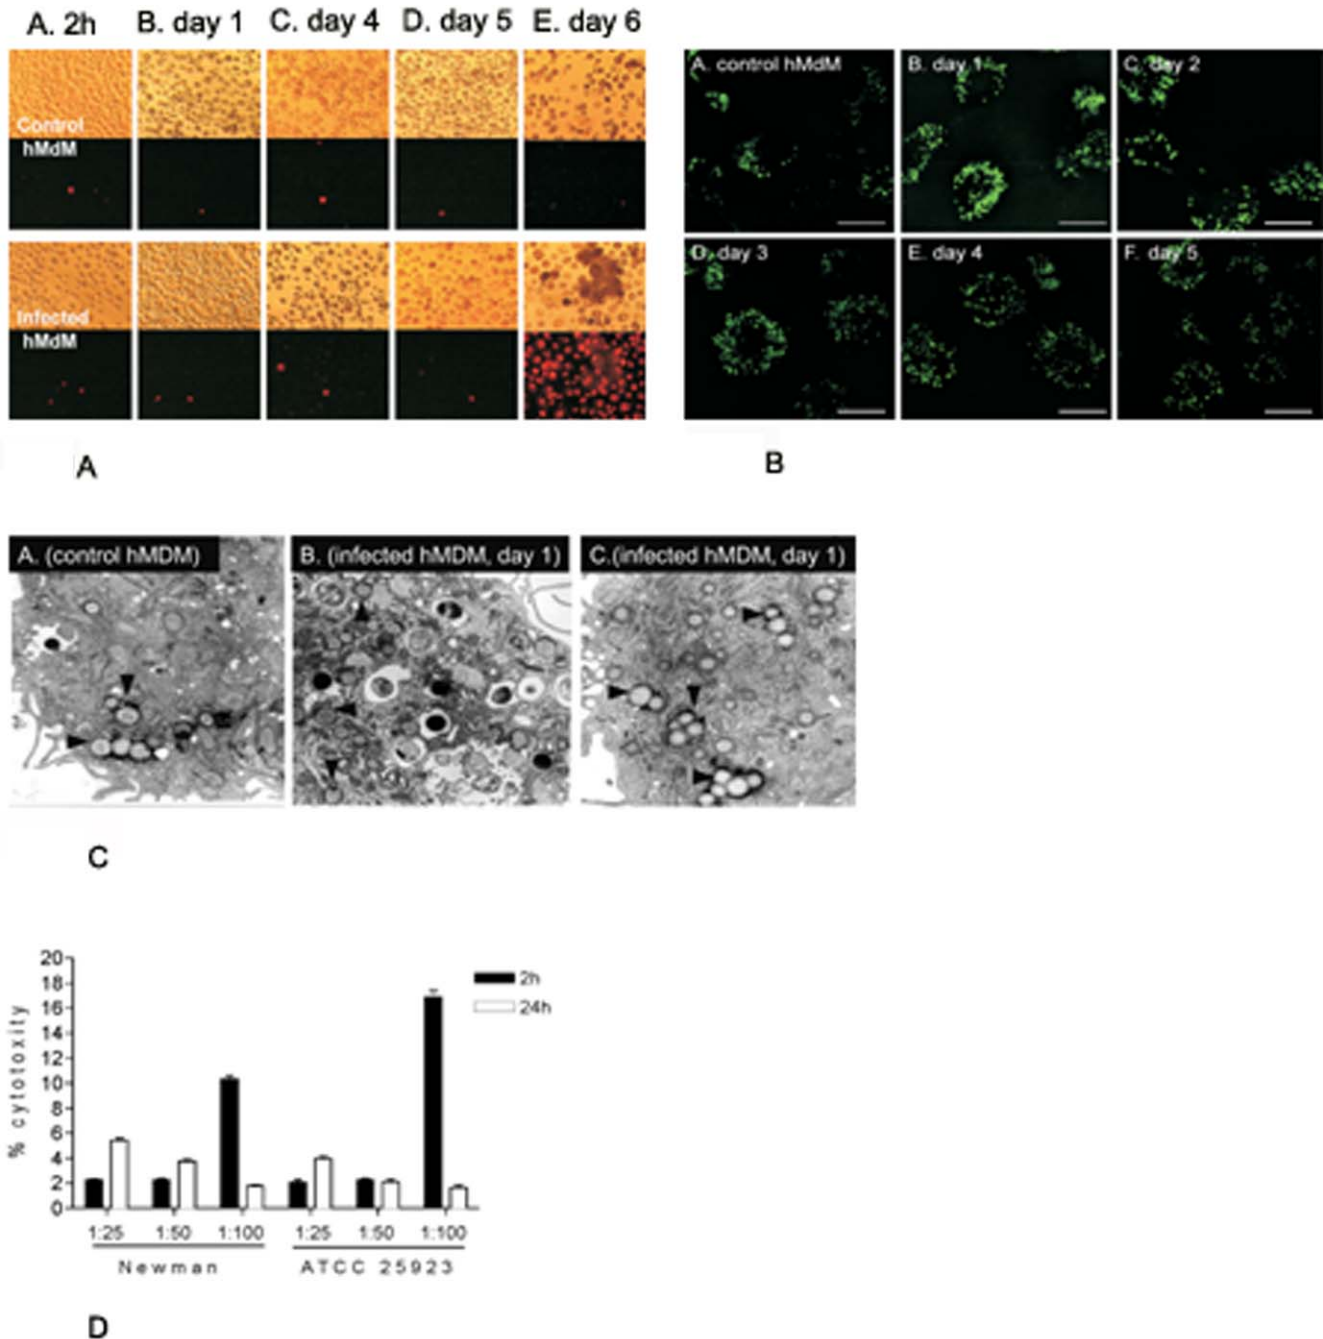 A. 2h B. day 1 C. day 4 D. day 5 E. day 6
Control
hMdM
Infected
hMdM
A
A. control hMdM B. day 1 C. day 2
D. day 3 E. day 4 F. day 5
B
A. (control hMDM) B. (infected hMDM, day 1) C.(infected hMDM, day 1)
C
% cytotoxity
20
18
16
14
12
10
8
6
4
2
0
2h
24h
1:25 1:50 1:100 1:25 1:50 1:100
Newman ATCC 25923
D